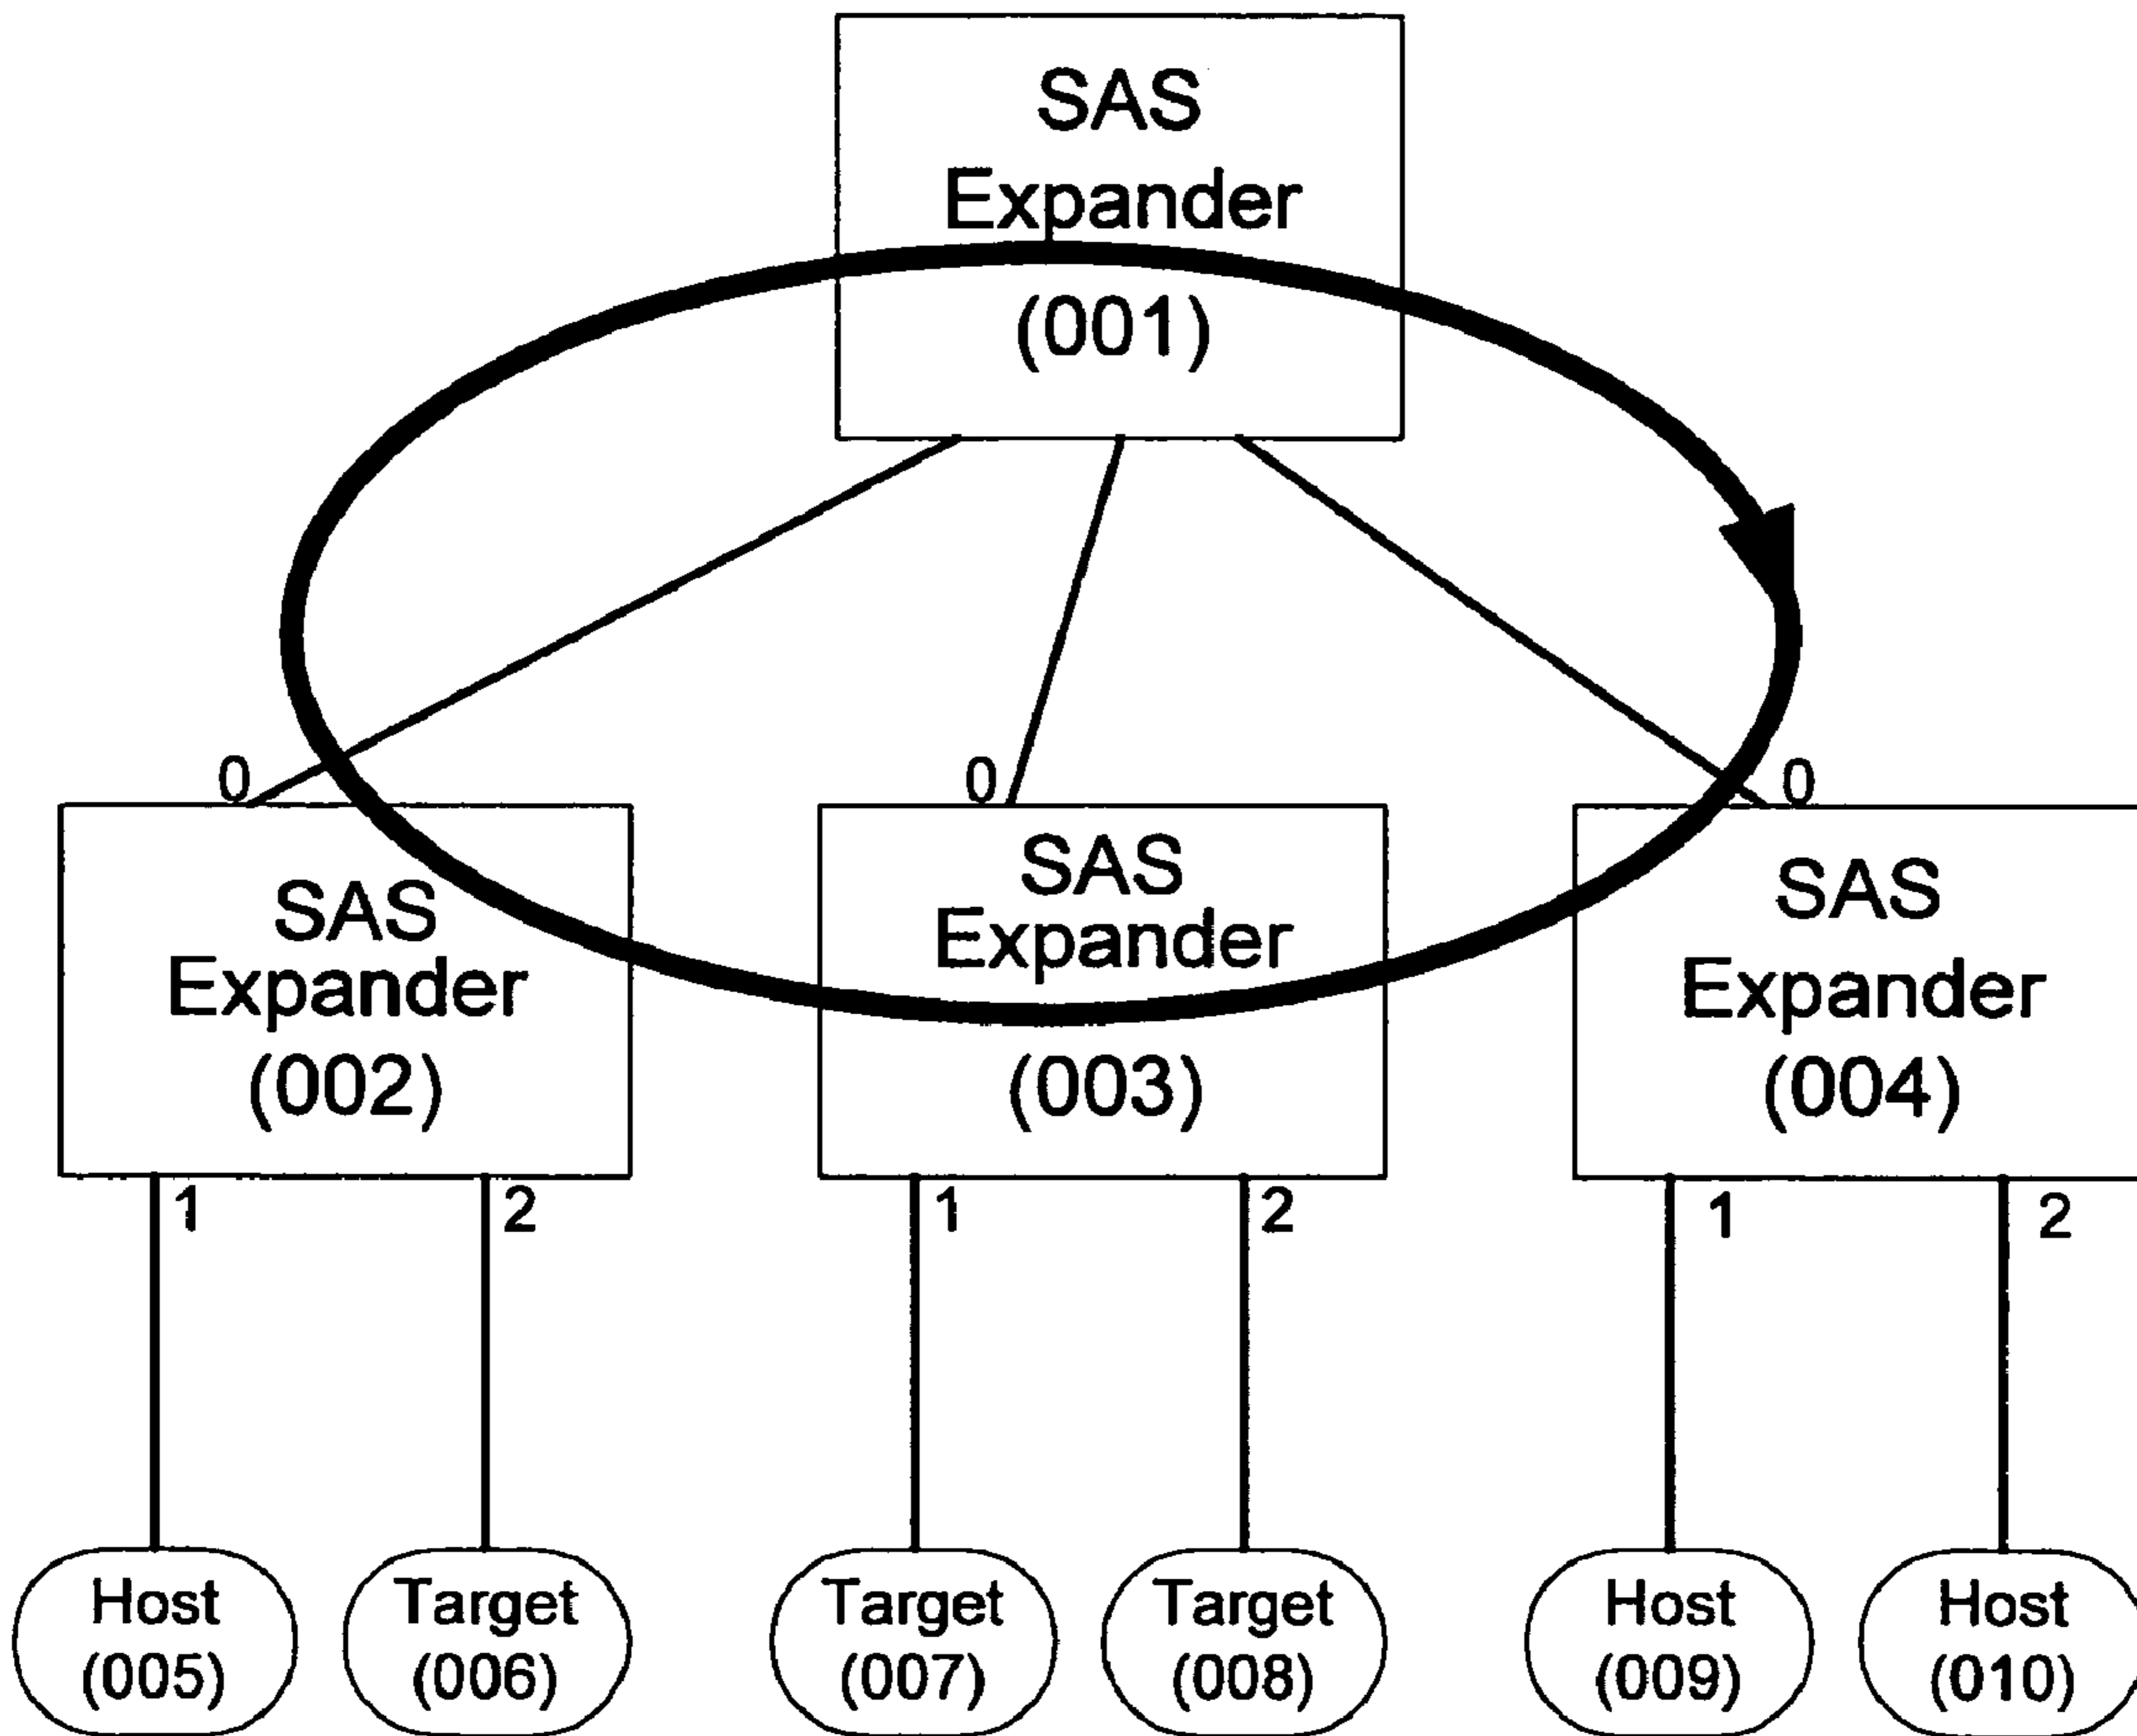 SAS
Expander
(001)
0
0
0
SAS
Expander
(002)
SAS
Expander
(003)
SAS
Expander
(004)
1
2
1
2
1
2
Host
(005)
Target
(006)
Target
(007)
Target
(008)
Host
(009)
Host
(010)